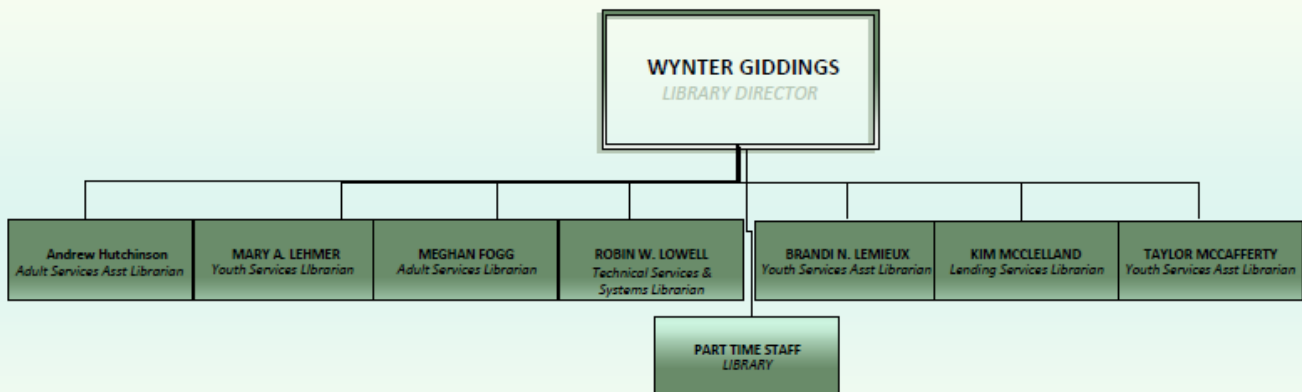 WYNTER GIDDINGS
LIBRARY DIRECTOR
Andrew Hutchinson
Adult Services Asst Librarian
MARY A. LEHMER
Youth Services Librarian
MEGHAN FOGG
Adult Services Librarian
ROBIN W. LOWELL
Technical Services &
Systems Librarian
BRANDI N. LEMIEUX
Youth Services Asst Librarian
KIM MCCLELLAND
Lending Services Librarian
TAYLOR MCCAFFERTY
Youth Services Asst Librarian
PART TIME STAFF
LIBRARY